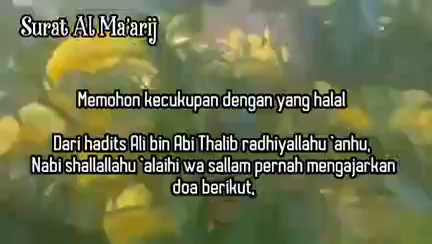 Surat Al Ma'arij
Memohon kecukupan dengan yang halal
Dari hadits Ali bin Abi Thalib radhiyallahu `anhu,
Nabi shallallahu `alaihi wa sallam pernah mengajarkan
doa berikut,